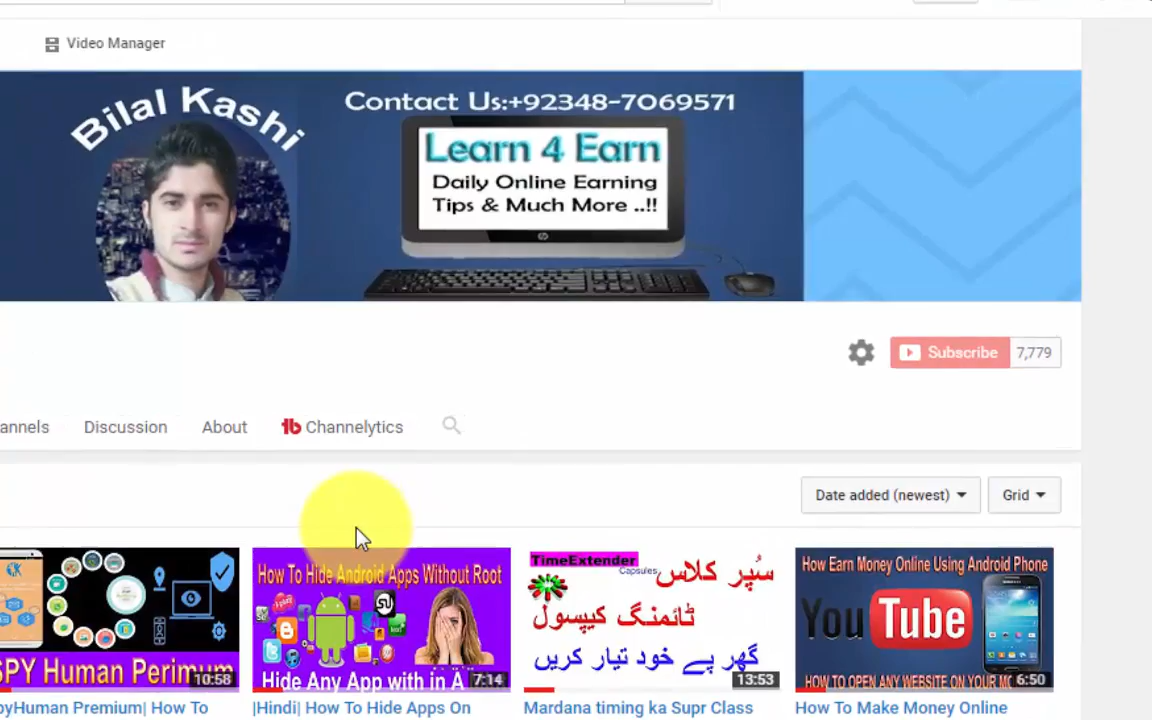 Video Manager
Bilal Kashi
Contact Us:+92348-7069571
Learn 4 Earn
Daily Online Earning
Tips & Much More ..!!
Subscribe 7,779
annels Discussion About Channelytics
Date added (newest) Grid
SPY Human Perimum
10:58
How To Hide Android Apps Without Root
Hide Any App with in A
7:14
TimeExtender
Capsules
سُپر کلاس
ٹائمنگ کیپسول
گھر پے خود تیار کریں
13:53
How Earn Money Online Using Android Phone
YouTube
HOW TO OPEN ANY WEBSITE ON YOUR
6:50
pyHuman Premium| How To
|Hindi| How To Hide Apps On
Mardana timing ka Supr Class
How To Make Money Online